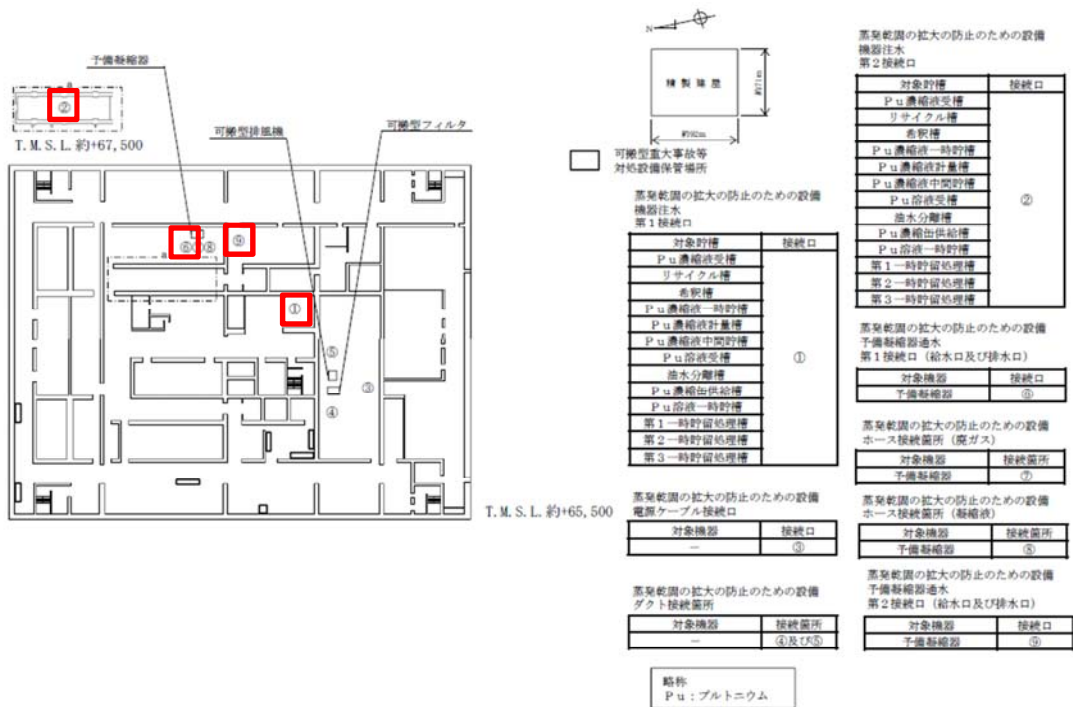 予備凝縮器
②
a
T.M.S.L.約+67,500
可搬型排風機
可搬型フィルタ
⑥⑦⑧
⑨
a
①
⑤
③
④
T.M.S.L.約+65,500
N
精製建屋
約71m
約92m
可搬型重大事故等
対処設備保管場所
蒸発乾固の拡大の防止のための設備
機器注水
第1接続口
対象貯槽 接続口
Pu濃縮液受槽
リサイクル槽
希釈槽
Pu濃縮液一時貯槽
Pu濃縮液計量槽
Pu濃縮液中間貯槽
Pu溶液受槽
油水分離槽
Pu濃縮缶供給槽
Pu溶液一時貯槽
第1一時貯留処理槽
第2一時貯留処理槽
第3一時貯留処理槽
①
蒸発乾固の拡大の防止のための設備
電源ケーブル接続口
対象機器 接続口
－ ③
蒸発乾固の拡大の防止のための設備
ダクト接続箇所
対象機器 接続箇所
－ ④及び⑤
略称
Pu：プルトニウム
蒸発乾固の拡大の防止のための設備
機器注水
第2接続口
対象貯槽 接続口
Pu濃縮液受槽
リサイクル槽
希釈槽
Pu濃縮液一時貯槽
Pu濃縮液計量槽
Pu濃縮液中間貯槽
Pu溶液受槽
油水分離槽
Pu濃縮缶供給槽
Pu溶液一時貯槽
第1一時貯留処理槽
第2一時貯留処理槽
第3一時貯留処理槽
②
蒸発乾固の拡大の防止のための設備
予備凝縮器通水
第1接続口（給水口及び排水口）
対象機器 接続口
予備凝縮器 ⑥
蒸発乾固の拡大の防止のための設備
ホース接続箇所（廃ガス）
対象機器 接続箇所
予備凝縮器 ⑦
蒸発乾固の拡大の防止のための設備
ホース接続箇所（凝縮液）
対象機器 接続箇所
予備凝縮器 ⑧
蒸発乾固の拡大の防止のための設備
予備凝縮器通水
第2接続口（給水口及び排水口）
対象機器 接続口
予備凝縮器 ⑨